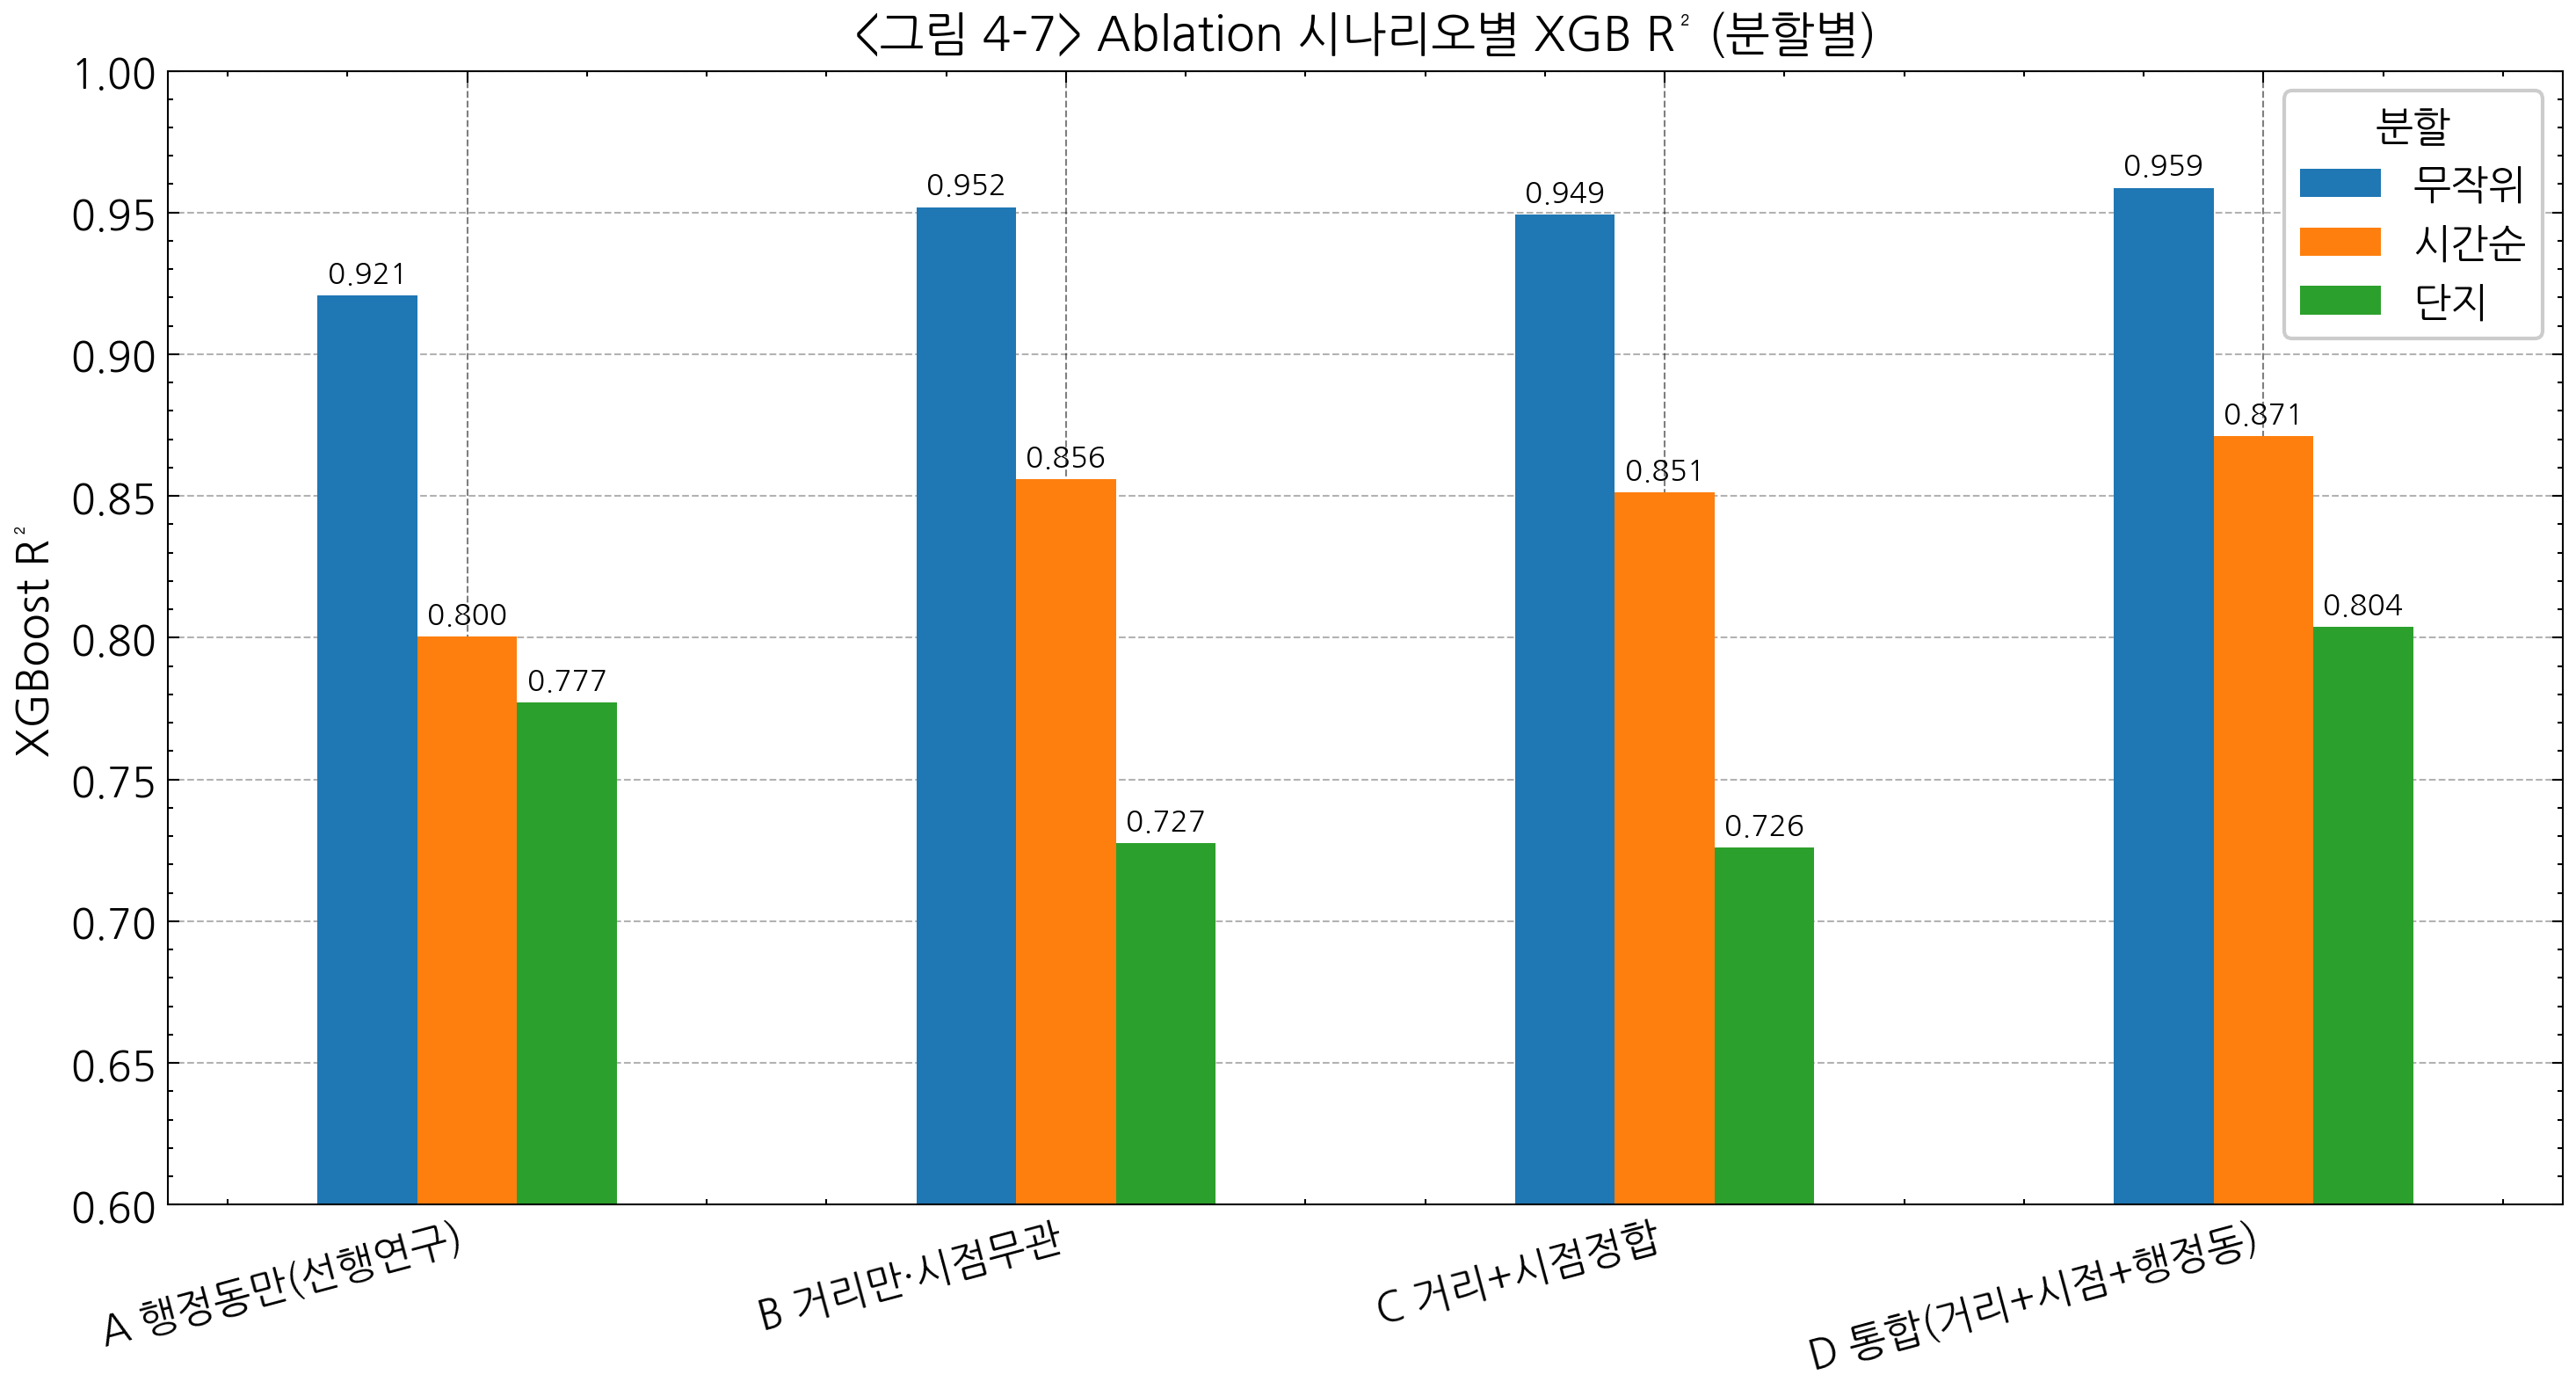 <그림 4-7> Ablation 시나리오별 XGB R² (분할별)
XGBoost R²
1.00
0.95
0.90
0.85
0.80
0.75
0.70
0.65
0.60
0.921
0.800
0.777
0.952
0.856
0.727
0.949
0.851
0.726
0.959
0.871
0.804
분할
무작위
시간순
단지
A 행정동만(선행연구)
B 거리만·시점무관
C 거리+시점정합
D 통합(거리+시점+행정동)